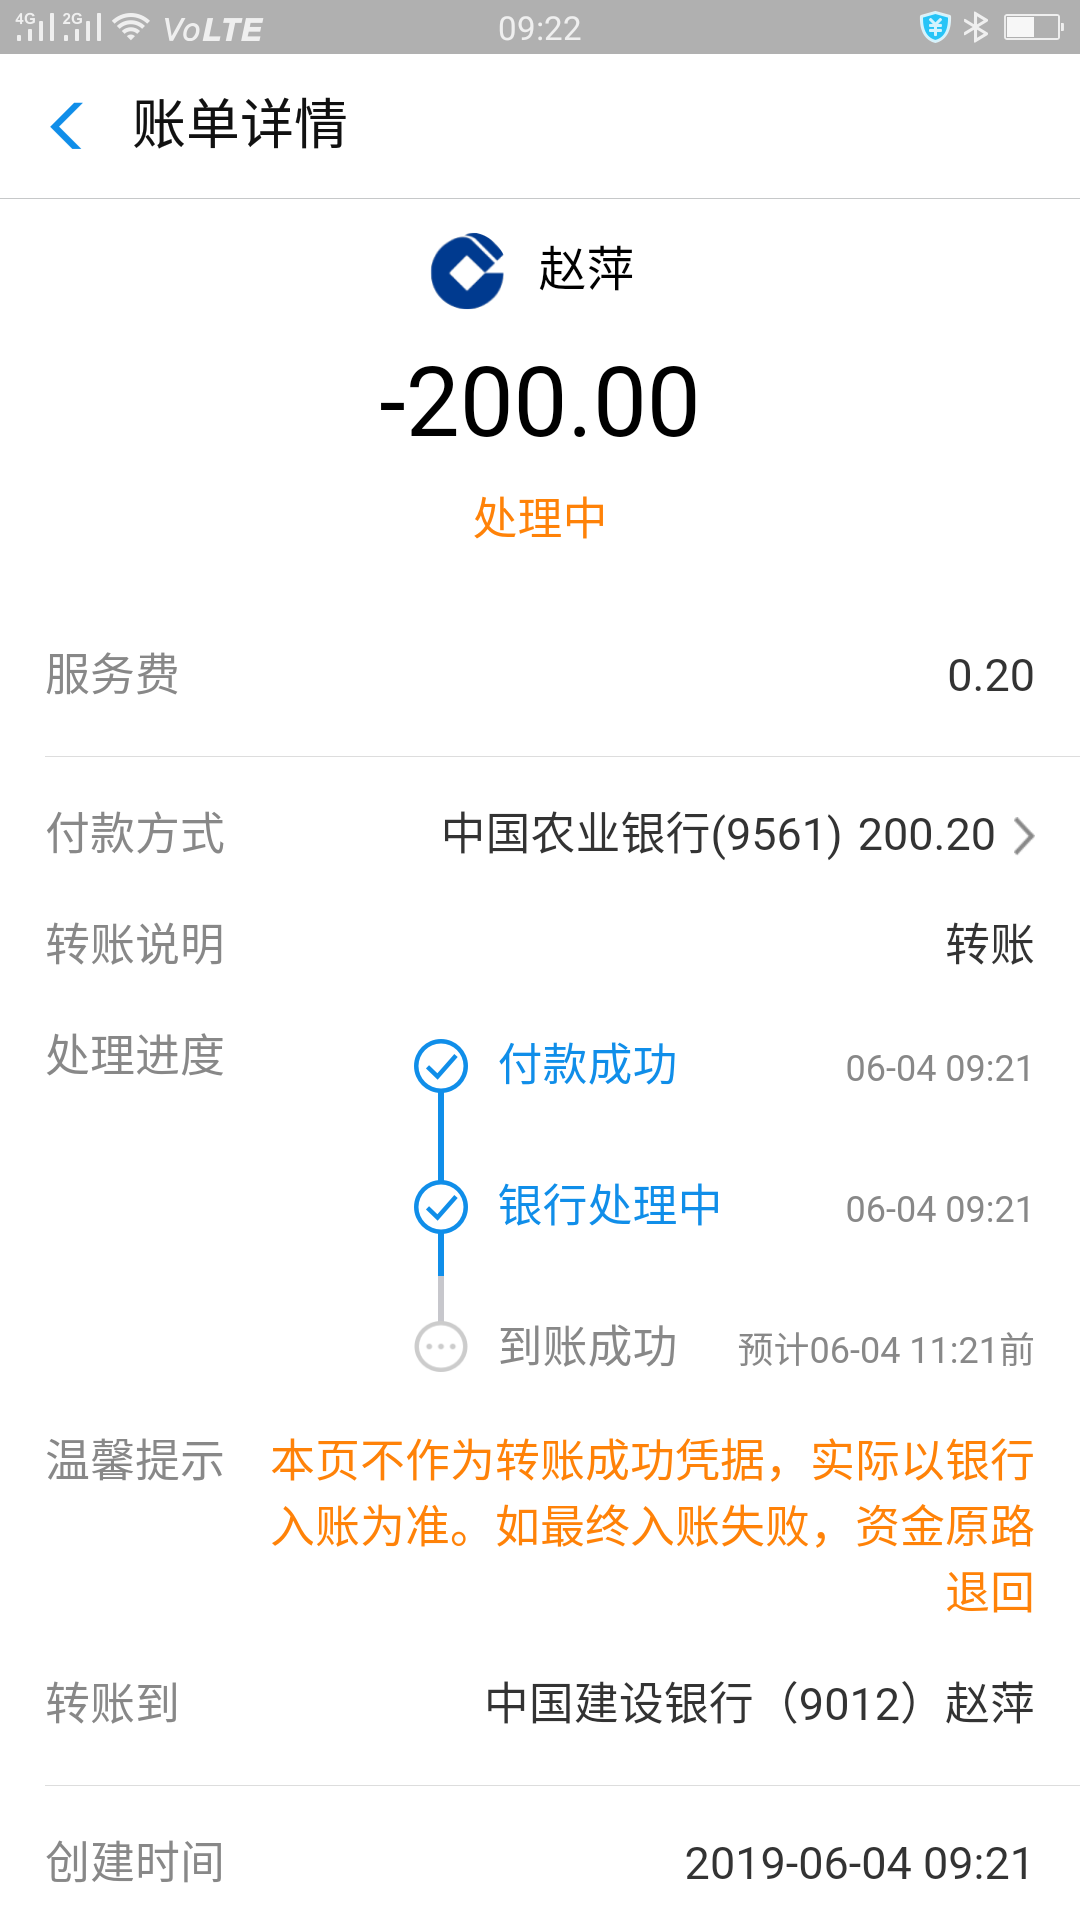 4G 2G VoLTE 09:22
账单详情
赵萍
-200.00
处理中
服务费 0.20
付款方式 中国农业银行(9561) 200.20
转账说明 转账
处理进度 付款成功 06-04 09:21
银行处理中 06-04 09:21
到账成功 预计06-04 11:21前
温馨提示 本页不作为转账成功凭据，实际以银行
入账为准。如最终入账失败，资金原路
退回
转账到 中国建设银行（9012）赵萍
创建时间 2019-06-04 09:21